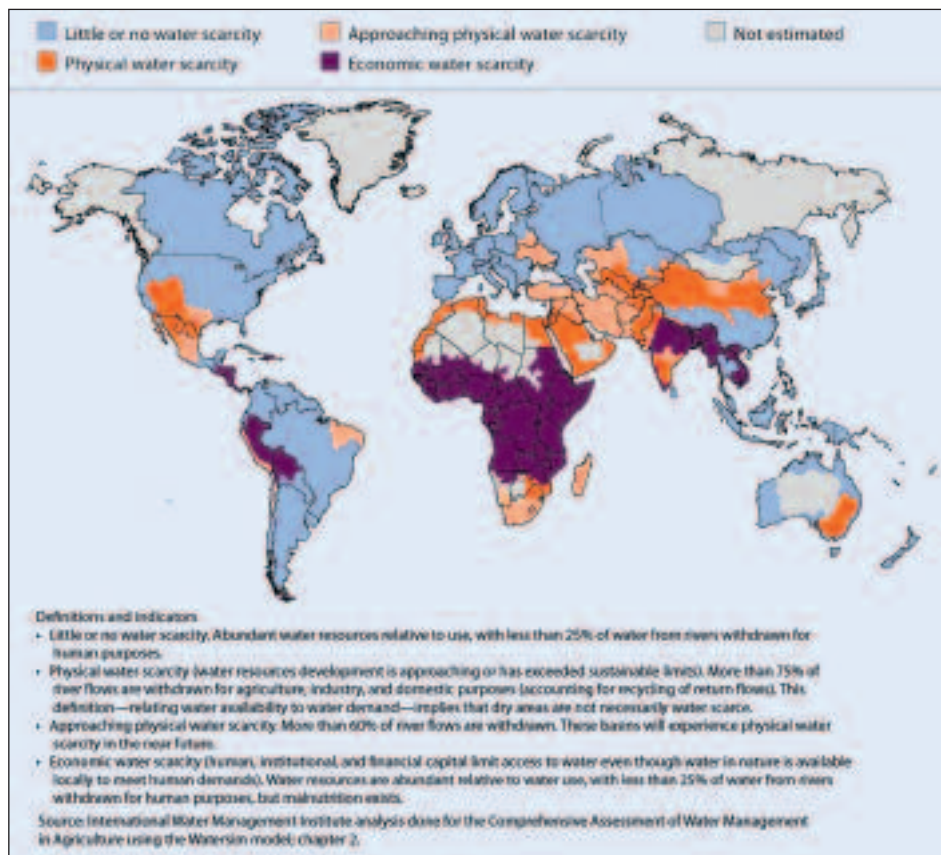 Little or no water scarcity
Approaching physical water scarcity
Not estimated
Physical water scarcity
Economic water scarcity
Definitions and indicators
• Little or no water scarcity. Abundant water resources relative to use, with less than 25% of water from rivers withdrawn for
human purposes.
• Physical water scarcity (water resources development is approaching or has exceeded sustainable limits). More than 75% of
river flows are withdrawn for agriculture, industry, and domestic purposes (accounting for recycling of return flows). This
definition—relating water availability to water demand—implies that dry areas are not necessarily water scarce.
• Approaching physical water scarcity. More than 60% of river flows are withdrawn. These basins will experience physical water
scarcity in the near future.
• Economic water scarcity (human, institutional, and financial capital limit access to water even though water in nature is available
locally to meet human demands). Water resources are abundant relative to water use, with less than 25% of water from rivers
withdrawn for human purposes, but malnutrition exists.
Source: International Water Management Institute analysis done for the Comprehensive Assessment of Water Management
in Agriculture using the Watersim model; chapter 2.